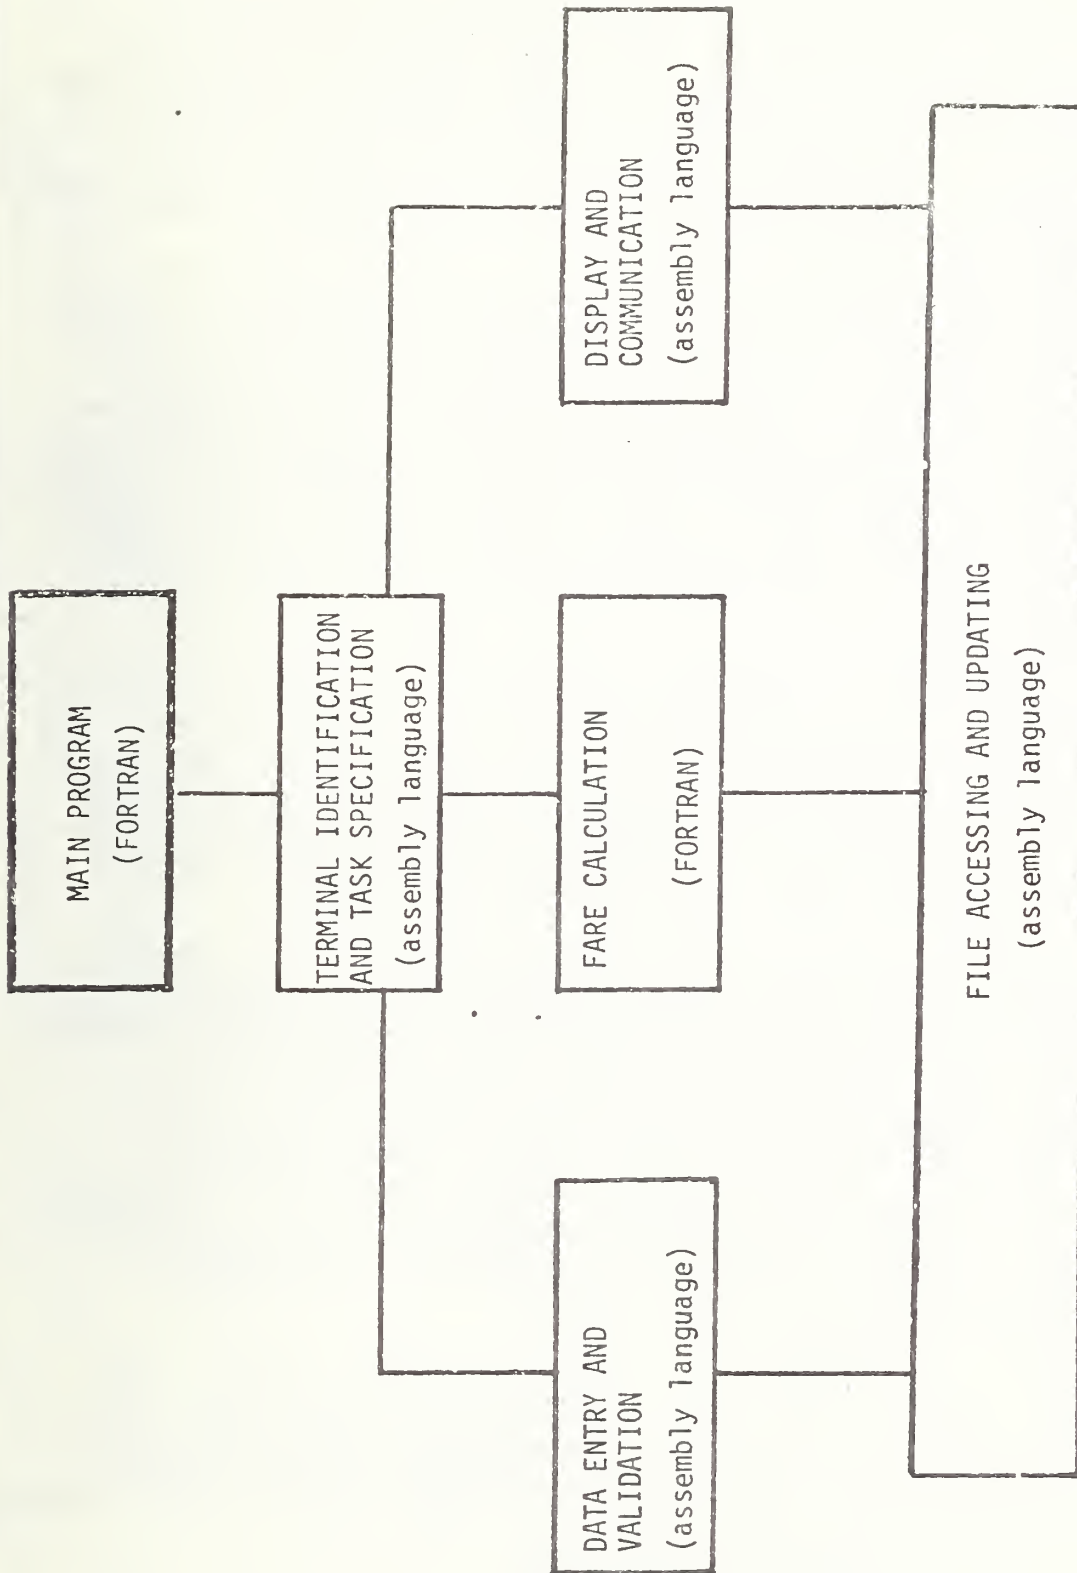 MAIN PROGRAM
(FORTRAN)
TERMINAL IDENTIFICATION
AND TASK SPECIFICATION
(assembly language)
DATA ENTRY AND
VALIDATION
(assembly language)
FARE CALCULATION
(FORTRAN)
DISPLAY AND
COMMUNICATION
(assembly language)
FILE ACCESSING AND UPDATING
(assembly language)